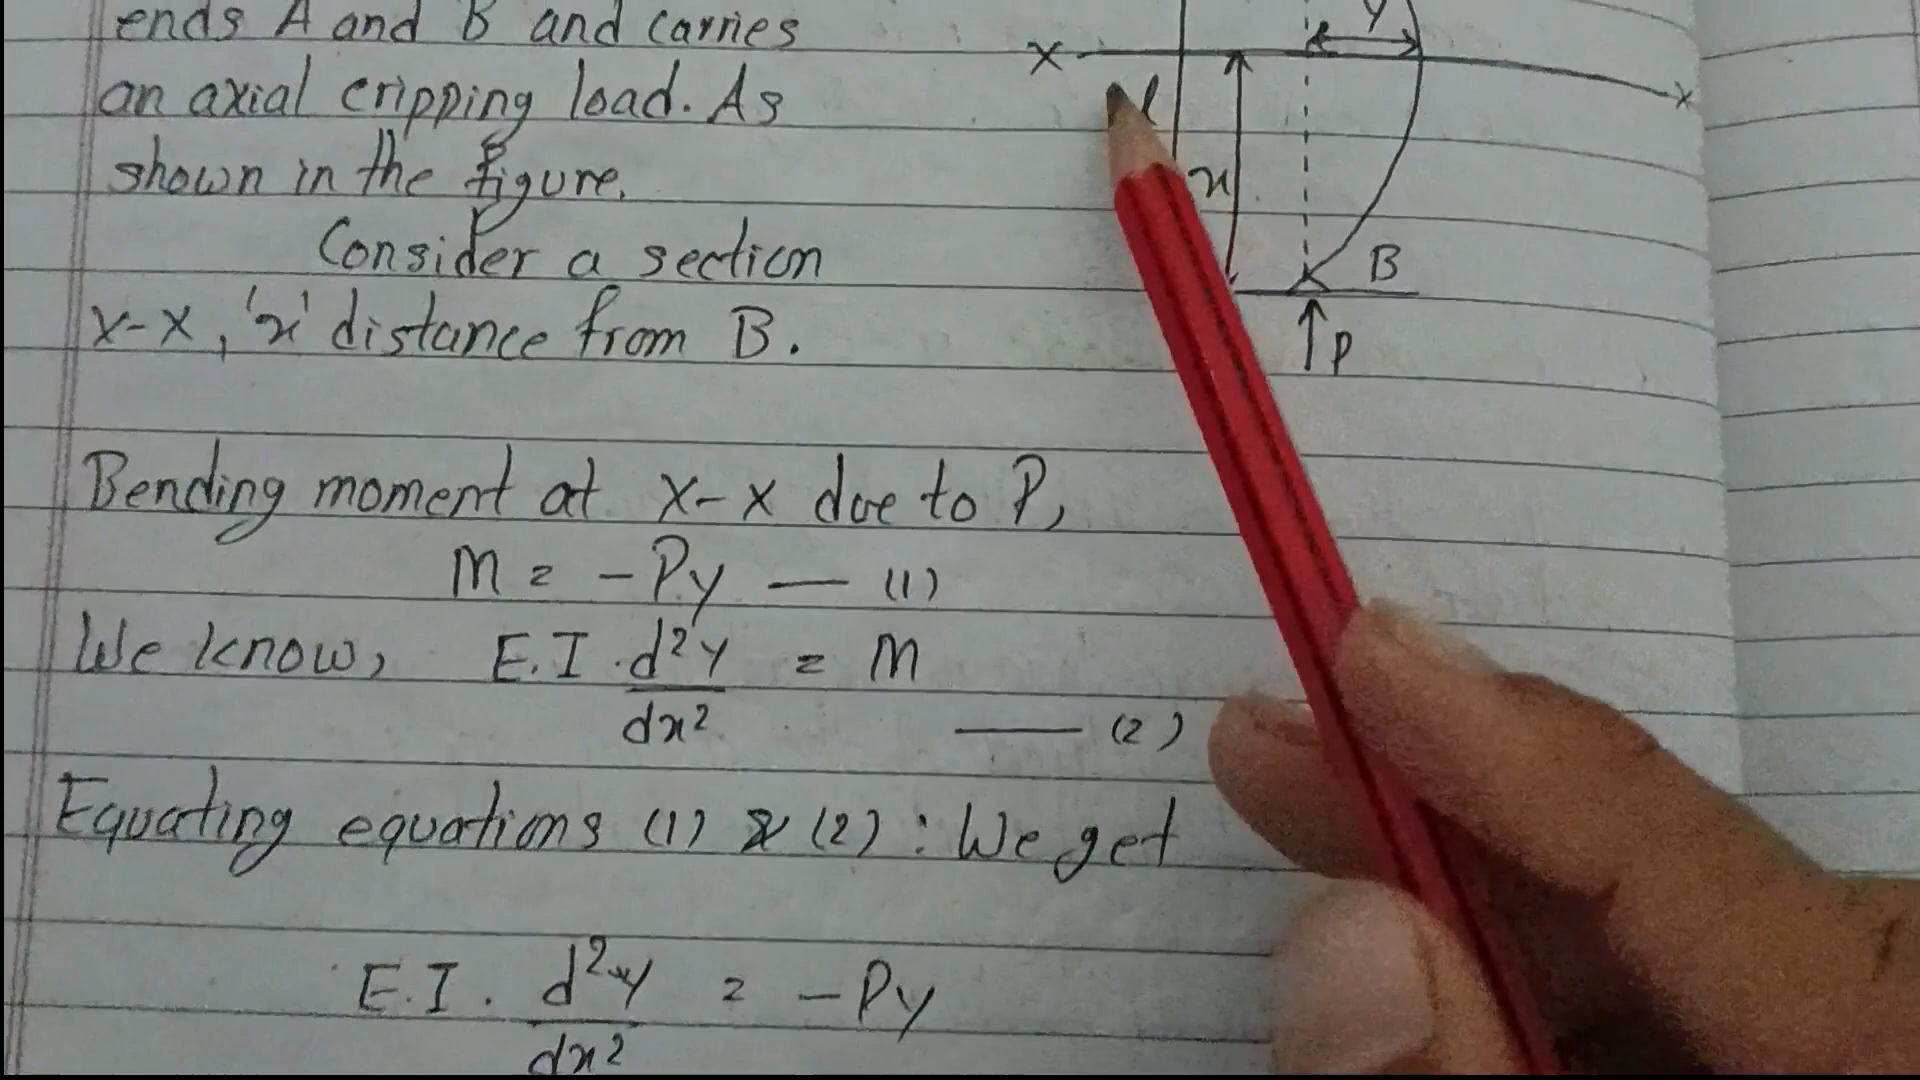 ends A and B and carries
an axial cripping load. As
shown in the figure.
Consider a section
X-X, 'x' distance from B.
Bending moment at X-X due to P,
M = -Py — (1)
We know, E.I. d²y/dx² = M — (2)
Equating equations (1) & (2): We get
E.I. d²y/dx² = -Py
y
X
X
l
x
B
P